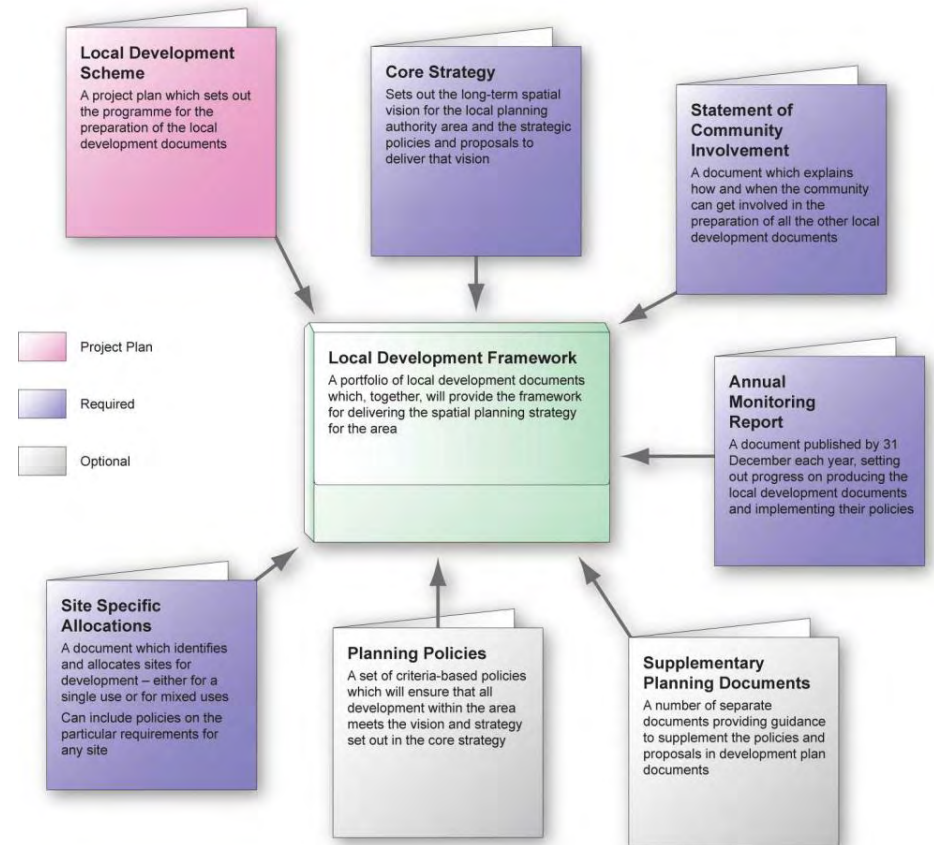 Local Development
Scheme
A project plan which sets out
the programme for the
preparation of the local
development documents
Core Strategy
Sets out the long-term spatial
vision for the local planning
authority area and the strategic
policies and proposals to
deliver that vision
Statement of
Community
Involvement
A document which explains
how and when the community
can get involved in the
preparation of all the other local
development documents
Project Plan
Required
Optional
Local Development Framework
A portfolio of local development documents
which, together, will provide the framework
for delivering the spatial planning strategy
for the area
Annual
Monitoring
Report
A document published by 31
December each year, setting
out progress on producing the
local development documents
and implementing their policies
Site Specific
Allocations
A document which identifies
and allocates sites for
development – either for a
single use or for mixed uses
Can include policies on the
particular requirements for
any site
Planning Policies
A set of criteria-based policies
which will ensure that all
development within the area
meets the vision and strategy
set out in the core strategy
Supplementary
Planning Documents
A number of separate
documents providing guidance
to supplement the policies and
proposals in development plan
documents